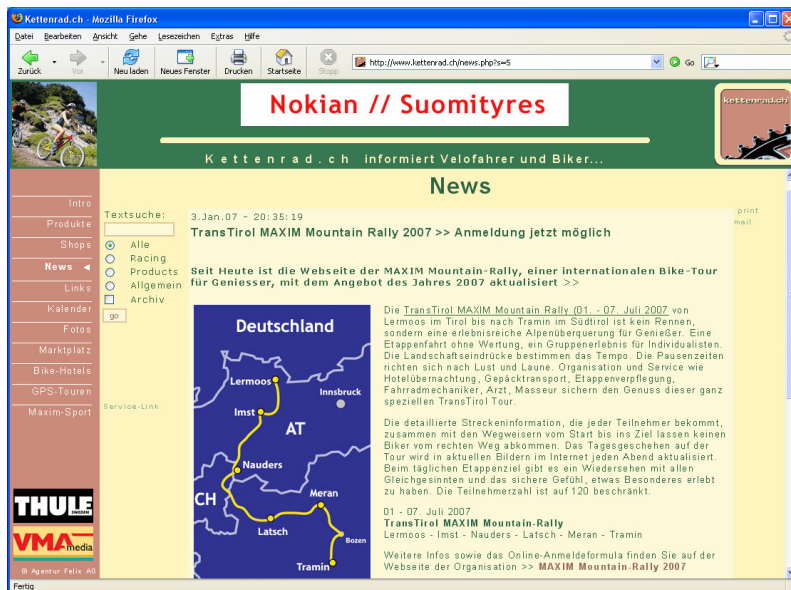 Kettenrad.ch - Mozilla Firefox
Datei Bearbeiten Ansicht Gehe Lesezeichen Extras Hilfe
Zurück Vor Neu laden Neues Fenster Drucken Startseite Stopp http://www.kettenrad.ch/news.php?s=5 Go
Nokian // Suomityres
kettenrad.ch
Kettenrad.ch informiert Velofahrer und Biker...
News
Intro
Produkte
Shops
News
Links
Kalender
Fotos
Marktplatz
Bike-Hotels
GPS-Touren
Maxim-Sport
THULE
SWEDEN
VMA media
@ Agentur Felix AG
Textsuche:
Alle
Racing
Products
Allgemein
Archiv
go
Service-Link
print
mail
3.Jan.07 - 20:35:19
TransTirol MAXIM Mountain Rally 2007 >> Anmeldung jetzt möglich
Seit Heute ist die Webseite der MAXIM Mountain-Rally, einer internationalen Bike-Tour
für Geniesser, mit dem Angebot des Jahres 2007 aktualisiert >>
Deutschland
Lermoos
Innsbruck
Imst
AT
Nauders
CH
Meran
Latsch
Bozen
Tramin
Die TransTirol MAXIM Mountain Rally (01. - 07. Juli 2007 von
Lermoos im Tirol bis nach Tramin im Südtirol ist kein Rennen,
sondern eine erlebnisreiche Alpenüberquerung für Genießer. Eine
Etappenfahrt ohne Wertung, ein Gruppenerlebnis für Individualisten.
Die Landschaftseindrücke bestimmen das Tempo. Die Pausenzeiten
richten sich nach Lust und Laune. Organisation und Service wie
Hotelübernachtung, Gepäcktransport, Etappenverpflegung,
Fahrradmechaniker, Arzt, Masseur sichern den Genuss dieser ganz
speziellen TransTirol Tour.
Die detaillierte Streckeninformation, die jeder Teilnehmer bekommt,
zusammen mit den Wegweisern vom Start bis ins Ziel lassen keinen
Biker vom rechten Weg abkommen. Das Tagesgeschehen auf der
Tour wird in aktuellen Bildern im Internet jeden Abend aktualisiert.
Beim täglichen Etappenziel gibt es ein Wiedersehen mit allen
Gleichgesinnten und das sichere Gefühl, etwas Besonderes erlebt
zu haben. Die Teilnehmerzahl ist auf 120 beschränkt.
01 - 07. Juli 2007
TransTirol MAXIM Mountain-Rally
Lermoos - Imst - Nauders - Latsch - Meran - Tramin
Weitere Infos sowie das Online-Anmeldeformula finden Sie auf der
Webseite der Organisation >> MAXIM Mountain-Rally 2007
Fertig